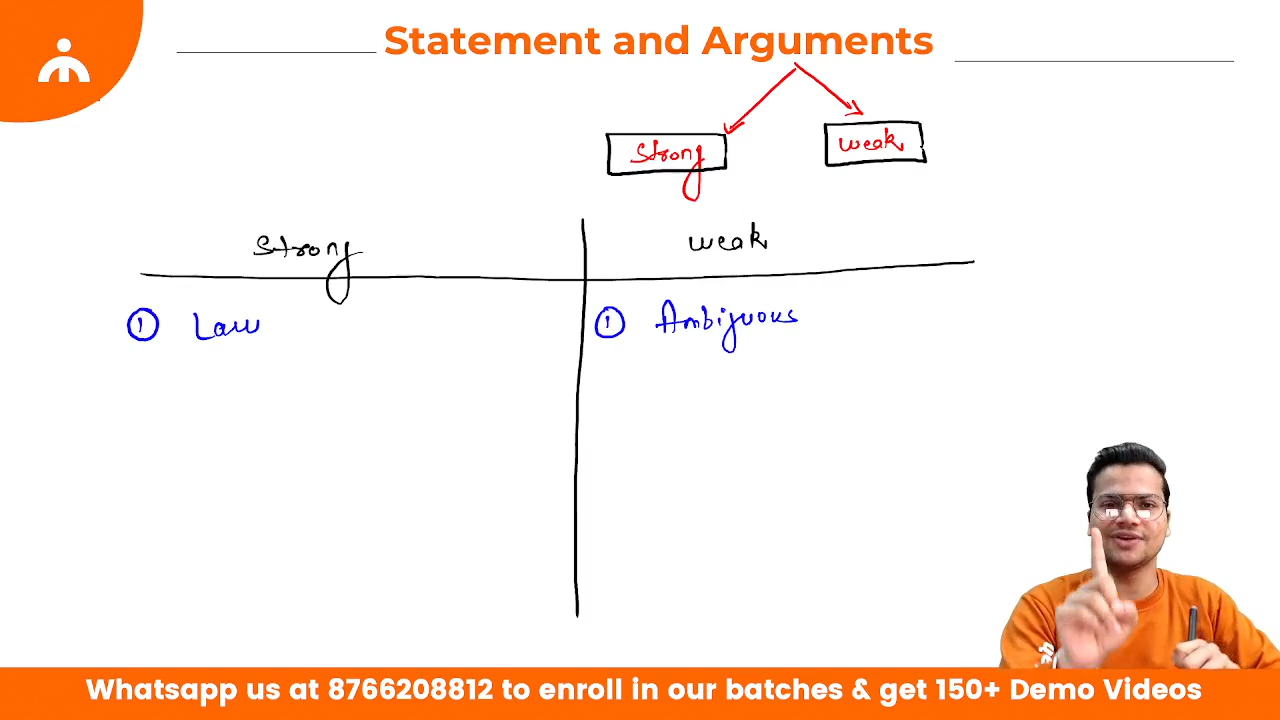 Statement and Arguments
Strong
weak
Strong
weak
① Law
① Ambiguous
Whatsapp us at 8766208812 to enroll in our batches & get 150+ Demo Videos